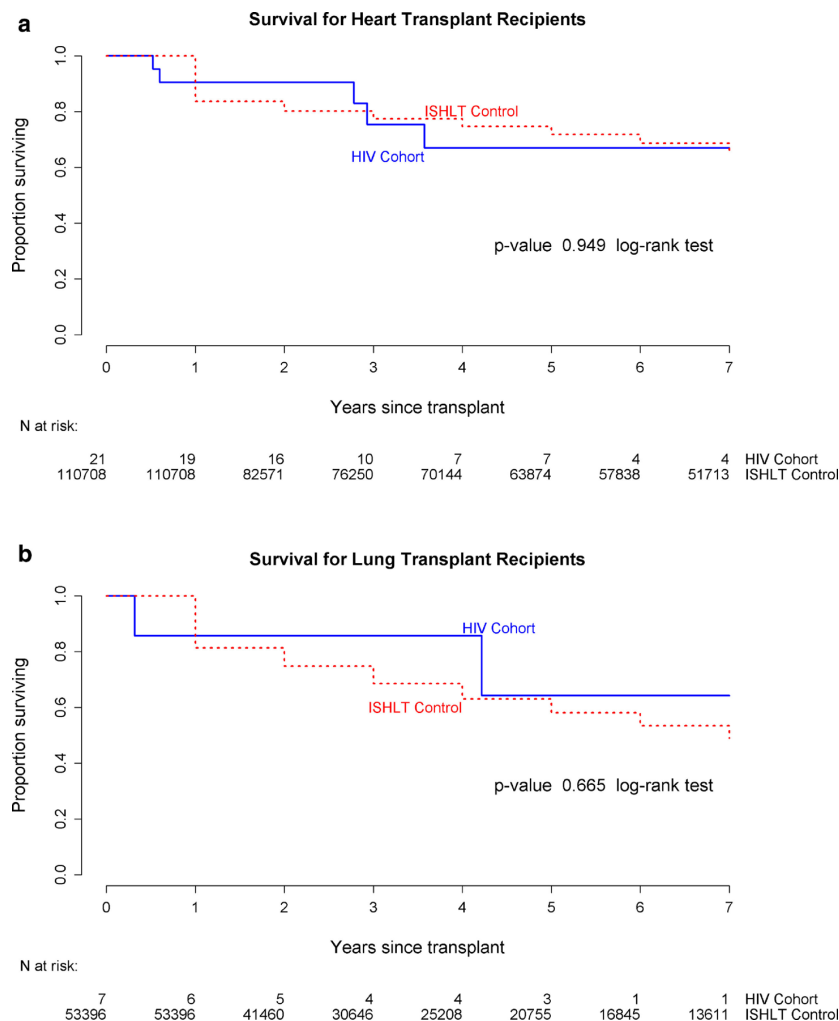 a
Survival for Heart Transplant Recipients
Proportion surviving
0.0 0.2 0.4 0.6 0.8 1.0
ISHLT Control
HIV Cohort
p-value 0.949 log-rank test
0 1 2 3 4 5 6 7
Years since transplant
N at risk:
21 19 16 10 7 7 4 4 HIV Cohort
110708 110708 82571 76250 70144 63874 57838 51713 ISHLT Control
b
Survival for Lung Transplant Recipients
Proportion surviving
0.0 0.2 0.4 0.6 0.8 1.0
HIV Cohort
ISHLT Control
p-value 0.665 log-rank test
0 1 2 3 4 5 6 7
Years since transplant
N at risk:
7 6 5 4 4 3 1 1 HIV Cohort
53396 53396 41460 30646 25208 20755 16845 13611 ISHLT Control